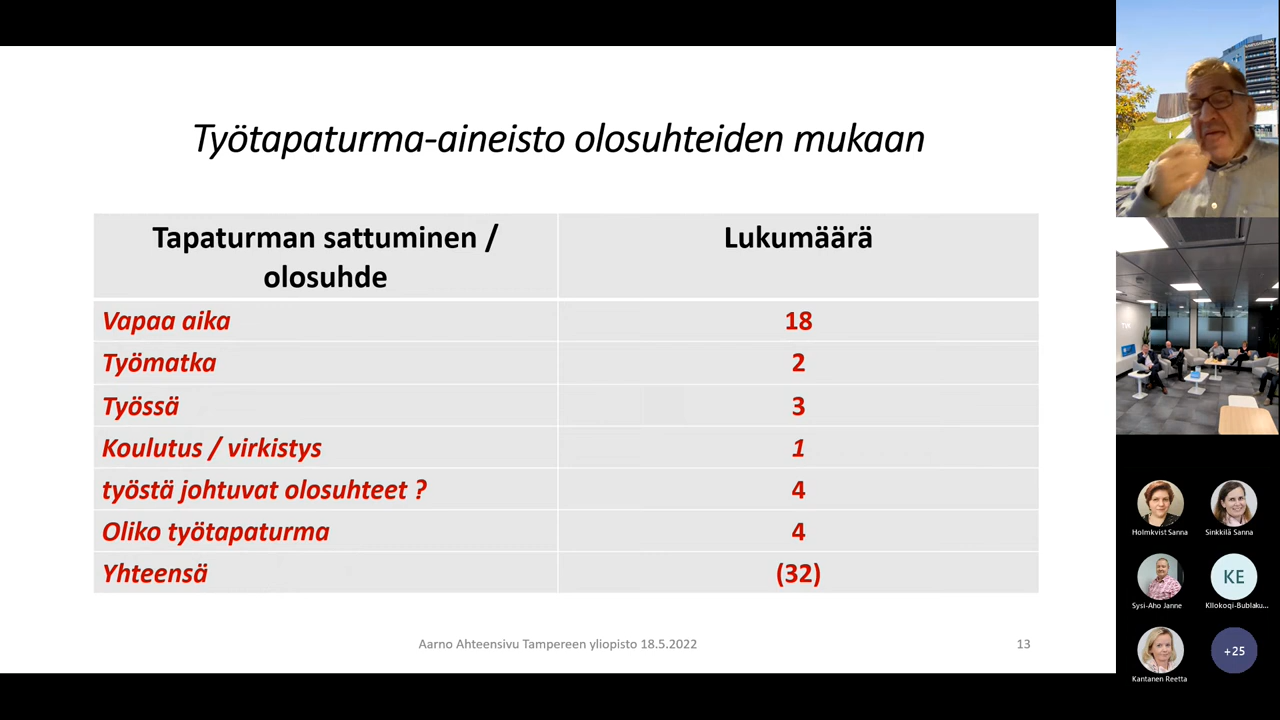 Työtapaturma-aineisto olosuhteiden mukaan
Tapaturman sattuminen /
olosuhde
Lukumäärä
Vapaa aika
18
Työmatka
2
Työssä
3
Koulutus / virkistys
1
työstä johtuvat olosuhteet ?
4
Oliko työtapaturma
4
Yhteensä
(32)
Aarno Ahteensivu Tampereen yliopisto 18.5.2022
13
Holmkvist Sanna
Sinkkilä Sanna
Sysi-Aho Janne
KE
Kllokoqi-Bublaku...
Kantanen Reetta
+25